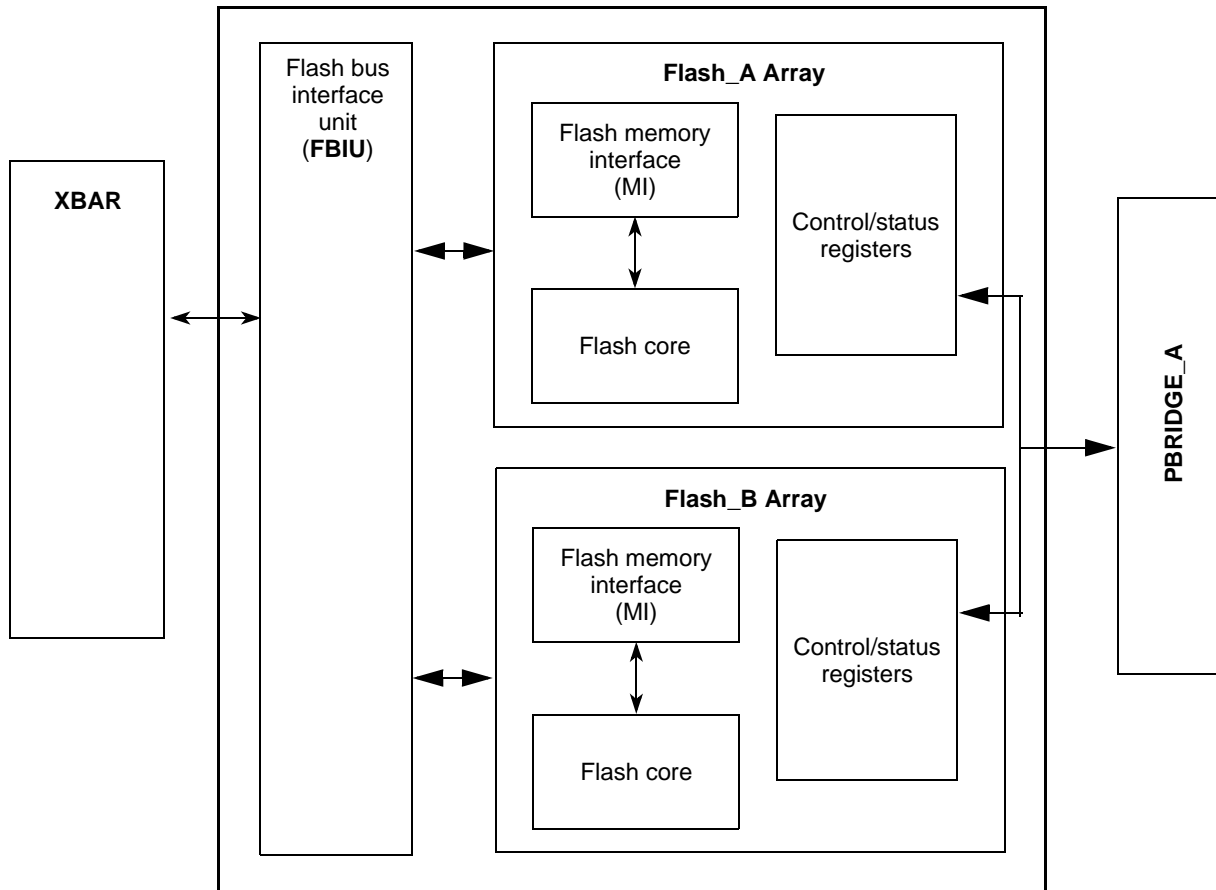 XBAR
Flash bus
interface
unit
(FBIU)
Flash_A Array
Flash memory
interface
(MI)
Flash core
Control/status
registers
Flash_B Array
Flash memory
interface
(MI)
Flash core
Control/status
registers
PBRIDGE_A